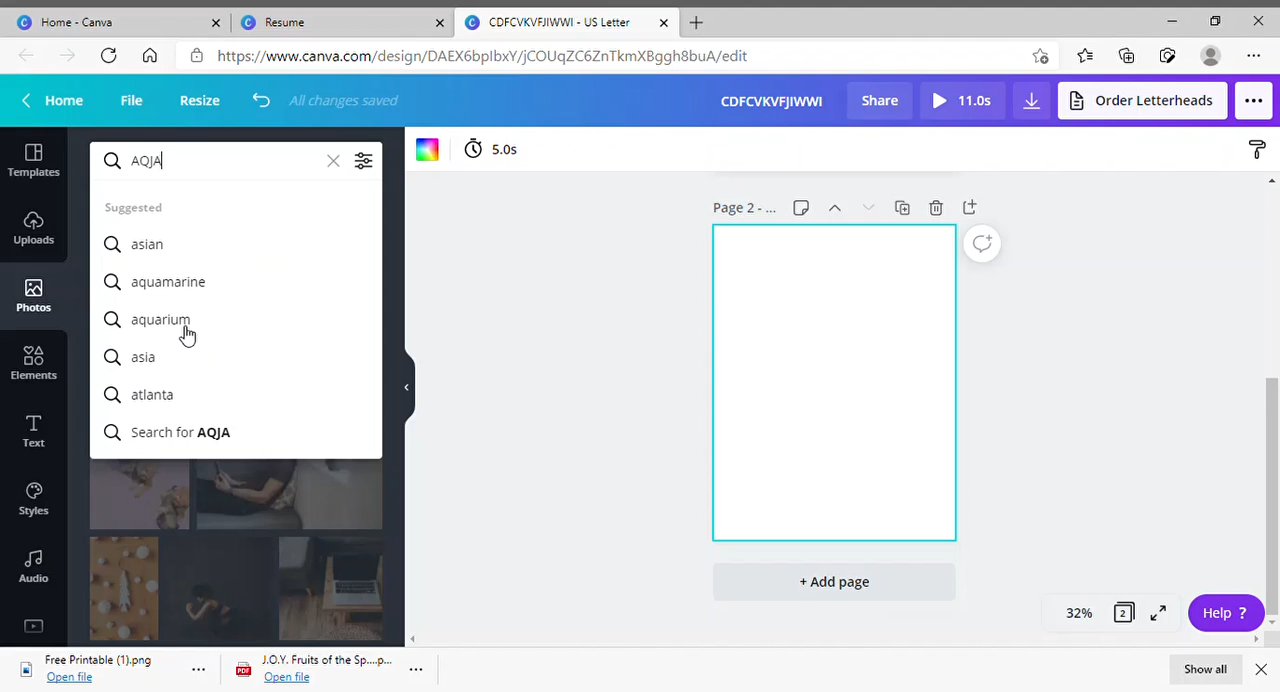 Home - Canva
Resume
CDFCVKVFJIWWI - US Letter
https://www.canva.com/design/DAEX6bpIbxY/jCOUqZC6ZnTkmXBggh8buA/edit
Home
File
Resize
All changes saved
CDFCVKVFJIWWI
Share
11.0s
Order Letterheads
Templates
Uploads
Photos
Elements
Text
Styles
Audio
AQJA
Suggested
asian
aquamarine
aquarium
asia
atlanta
Search for AQJA
5.0s
Page 2 - ...
+ Add page
32%
2
Help ?
Free Printable (1).png
Open file
J.O.Y. Fruits of the Sp....p...
PDF
Open file
Show all